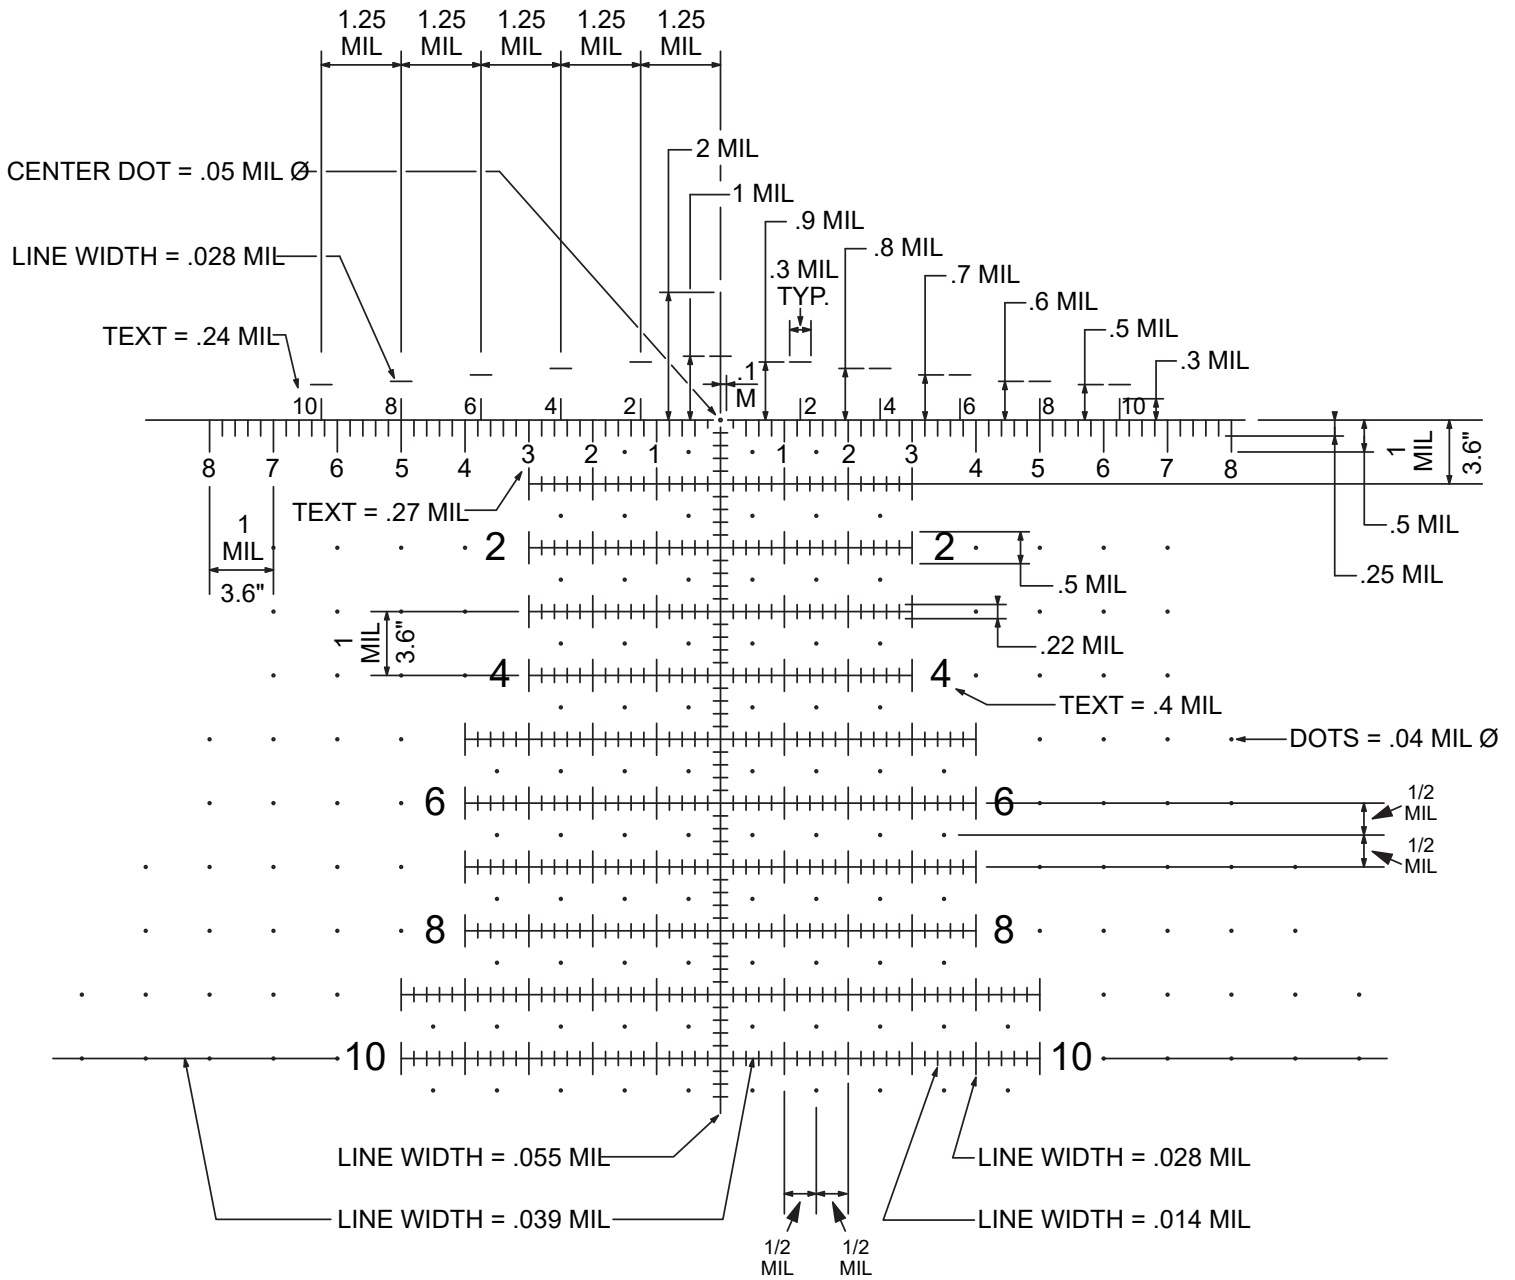 1.25 1.25 1.25 1.25 1.25
MIL MIL MIL MIL MIL
2 MIL
CENTER DOT = .05 MIL Ø
1 MIL
.9 MIL
.8 MIL
LINE WIDTH = .028 MIL
.3 MIL
TYP.
.7 MIL
.6 MIL
TEXT = .24 MIL
.5 MIL
.3 MIL
.1
M
10 8 6 4 2 2 4 6 8 10
8 7 6 5 4 3 2 1 1 2 3 4 5 6 7 8
1
MIL
3.6"
TEXT = .27 MIL
.5 MIL
1
MIL
3.6"
2 2
.25 MIL
.5 MIL
1
MIL
3.6"
.22 MIL
4 4
TEXT = .4 MIL
DOTS = .04 MIL Ø
6 6
1/2
MIL
1/2
MIL
8 8
10 10
LINE WIDTH = .055 MIL
LINE WIDTH = .028 MIL
LINE WIDTH = .039 MIL
LINE WIDTH = .014 MIL
1/2 1/2
MIL MIL